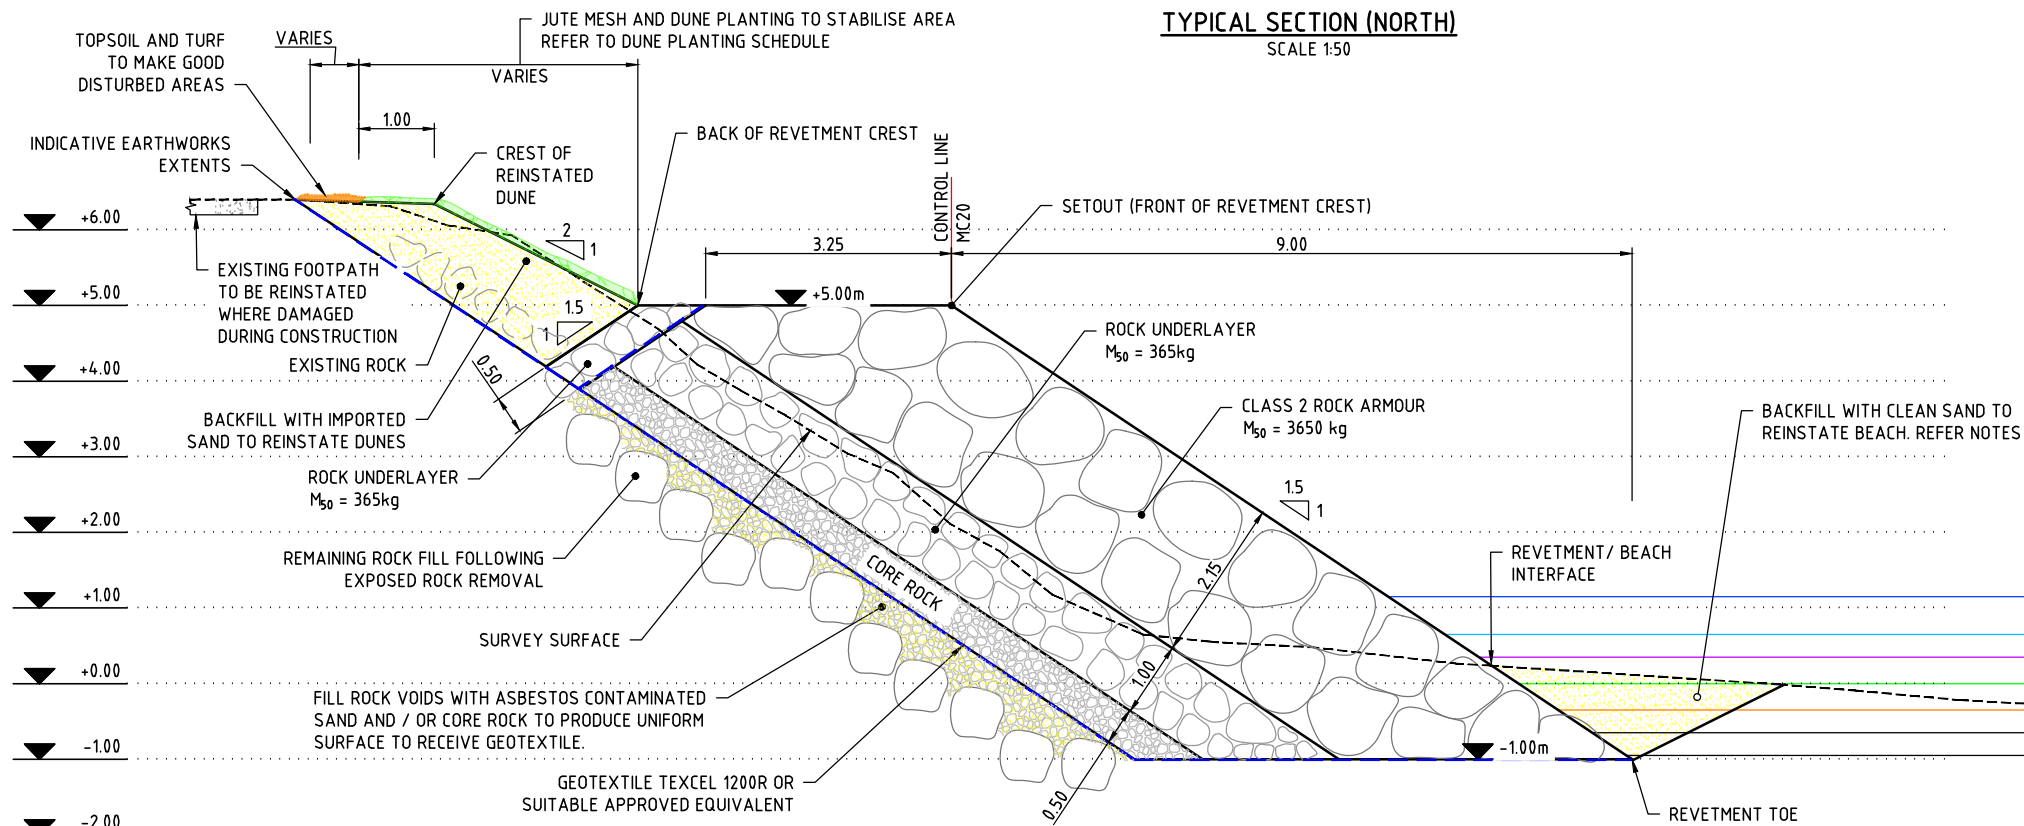 TYPICAL SECTION (NORTH)
SCALE 1:50
JUTE MESH AND DUNE PLANTING TO STABILISE AREA
REFER TO DUNE PLANTING SCHEDULE
VARIES
VARIES
TOPSOIL AND TURF
TO MAKE GOOD
DISTURBED AREAS
1.00
INDICATIVE EARTHWORKS
EXTENTS
CREST OF
REINSTATED
DUNE
BACK OF REVETMENT CREST
CONTROL LINE
MC20
SETOUT (FRONT OF REVETMENT CREST)
3.25
9.00
2
1
+6.00
+5.00
+4.00
+3.00
+2.00
+1.00
+0.00
-1.00
-2.00
EXISTING FOOTPATH
TO BE REINSTATED
WHERE DAMAGED
DURING CONSTRUCTION
+5.00m
1.5
1
EXISTING ROCK
0.50
ROCK UNDERLAYER
M50 = 365kg
BACKFILL WITH IMPORTED
SAND TO REINSTATE DUNES
CLASS 2 ROCK ARMOUR
M50 = 3650 kg
BACKFILL WITH CLEAN SAND TO
REINSTATE BEACH. REFER NOTES
ROCK UNDERLAYER
M50 = 365kg
1.5
1
REMAINING ROCK FILL FOLLOWING
EXPOSED ROCK REMOVAL
CORE ROCK
2.15
REVETMENT/ BEACH
INTERFACE
SURVEY SURFACE
1.00
FILL ROCK VOIDS WITH ASBESTOS CONTAMINATED
SAND AND / OR CORE ROCK TO PRODUCE UNIFORM
SURFACE TO RECEIVE GEOTEXTILE.
-1.00m
GEOTEXTILE TEXCEL 1200R OR
SUITABLE APPROVED EQUIVALENT
0.50
REVETMENT TOE